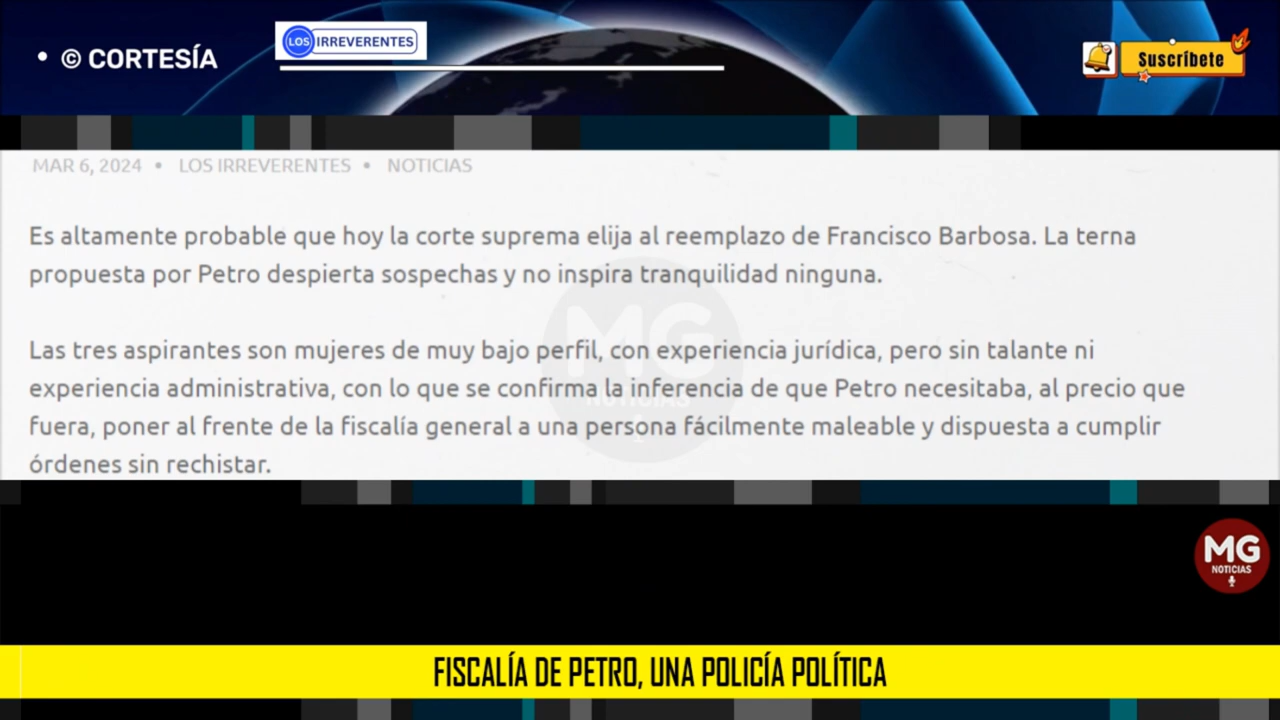 • © CORTESÍA
LOS IRREVERENTES
Suscríbete
MAR 6, 2024 • LOS IRREVERENTES • NOTICIAS
Es altamente probable que hoy la corte suprema elija al reemplazo de Francisco Barbosa. La terna
propuesta por Petro despierta sospechas y no inspira tranquilidad ninguna.
Las tres aspirantes son mujeres de muy bajo perfil, con experiencia jurídica, pero sin talante ni
experiencia administrativa, con lo que se confirma la inferencia de que Petro necesitaba, al precio que
fuera, poner al frente de la fiscalía general a una persona fácilmente maleable y dispuesta a cumplir
órdenes sin rechistar.
MG
NOTICIAS
MG
NOTICIAS
FISCALÍA DE PETRO, UNA POLICÍA POLÍTICA